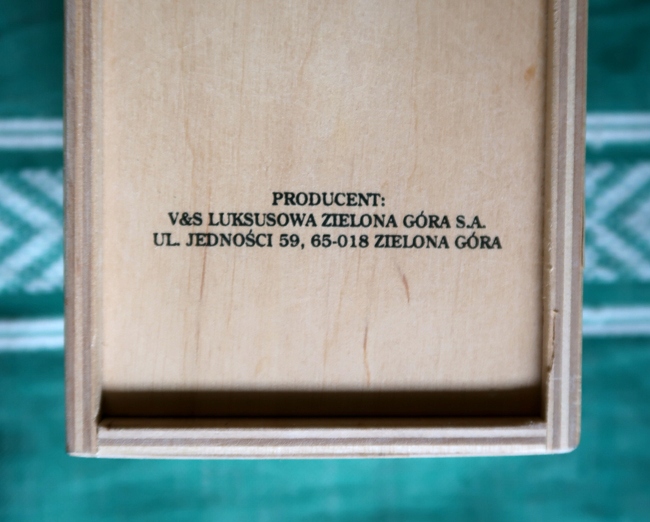 PRODUCENT:
V&S LUKSUSOWA ZIELONA GÓRA S.A.
UL. JEDNOŚCI 59, 65-018 ZIELONA GÓRA